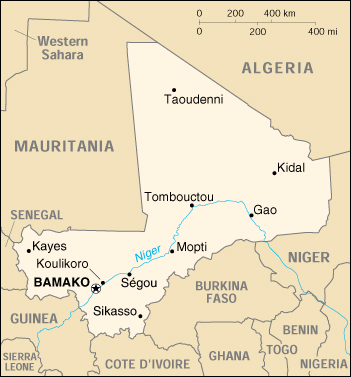 0 200 400 km
0 200 400 mi
Western
Sahara
ALGERIA
Taoudenni
MAURITANIA
Kidal
Tombouctou
Gao
SENEGAL
Kayes
Niger
Mopti
NIGER
Koulikoro
BAMAKO
Ségou
BURKINA
FASO
Sikasso
GUINEA
BENIN
SIERRA
LEONE
COTE D'IVOIRE
GHANA
TOGO
NIGERIA